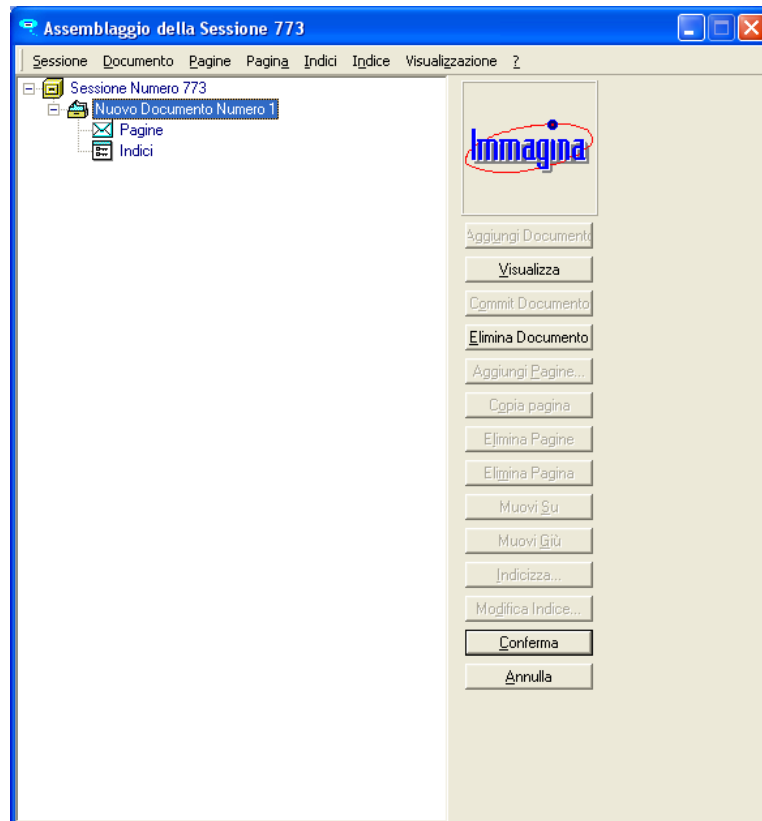 Assemblaggio della Sessione 773
Sessione Documento Pagine Pagina Indici Indice Visualizzazione ?
Sessione Numero 773
Nuovo Documento Numero 1
Pagine
Indici
Immagina
Aggiungi Documento
Visualizza
Commit Documento
Elimina Documento
Aggiungi Pagine...
Copia pagina
Elimina Pagine
Elimina Pagina
Muovi Su
Muovi Giù
Indicizza...
Modifica Indice...
Conferma
Annulla